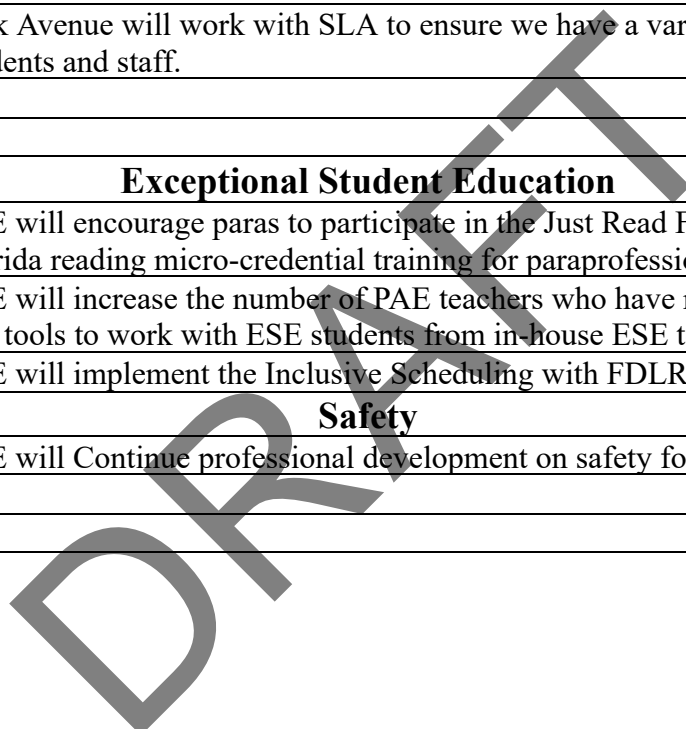 k Avenue will work with SLA to ensure we have a var
dents and staff.
Exceptional Student Education
E will encourage paras to participate in the Just Read F
rida reading micro-credential training for paraprofessio
E will increase the number of PAE teachers who have r
tools to work with ESE students from in-house ESE t
E will implement the Inclusive Scheduling with FDLR
Safety
E will Continue professional development on safety fo
DRAFT